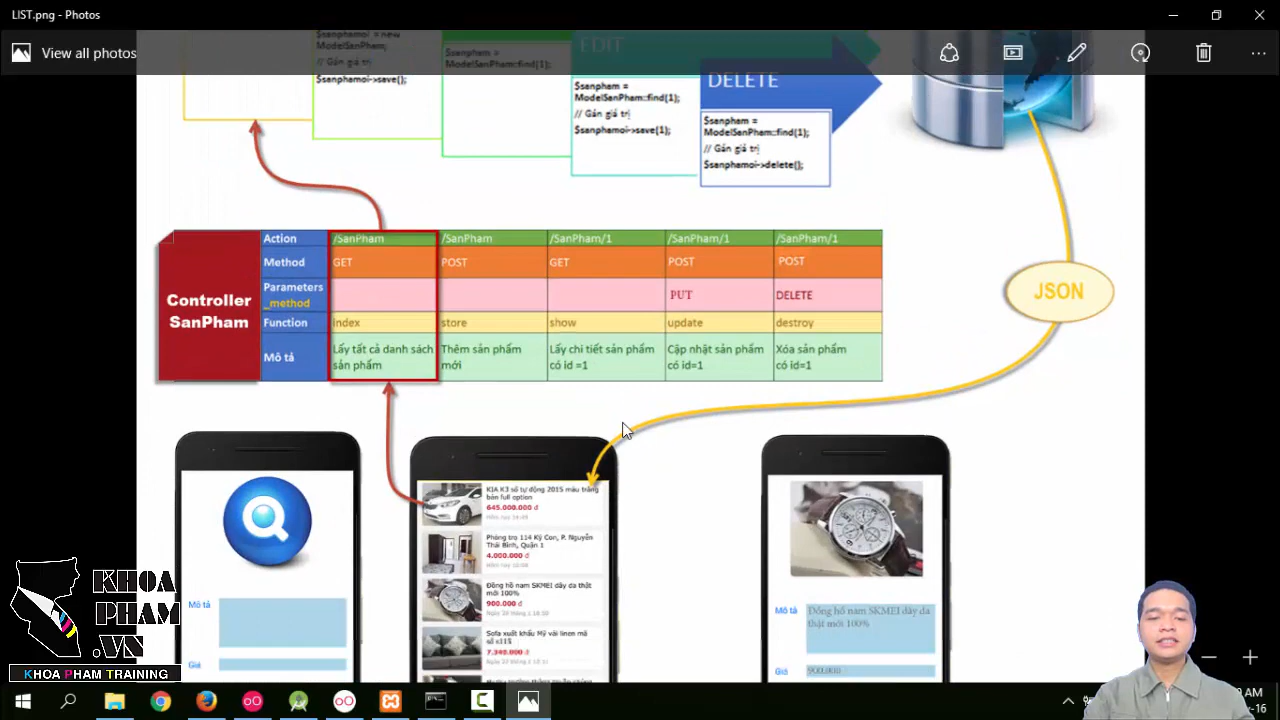 LIST.png - Photos
View all photos
$sanphamoi = new
ModelSanPham;
// Gán giá trị
$sanphamoi->save();
$sanpham =
ModelSanPham::find(1);
EDIT
$sanpham =
ModelSanPham::find(1);
// Gán giá trị
$sanphamoi->save(1);
DELETE
$sanpham =
ModelSanPham::find(1);
// Gán giá trị
$sanphamoi->delete();
Controller
SanPham
Action /SanPham /SanPham /SanPham/1 /SanPham/1 /SanPham/1
Method GET POST GET POST POST
Parameters
_method PUT DELETE
Function index store show update destroy
Mô tả
Lấy tất cả danh sách
sản phẩm
Thêm sản phẩm
mới
Lấy chi tiết sản phẩm
có id =1
Cập nhật sản phẩm
có id=1
Xóa sản phẩm
có id=1
JSON
Mô tả
Giá
KIA K3 số tự động 2015 màu trắng
bản full option
645.000.000 đ
Phòng trọ 114 Ký Con, P. Nguyễn
Thái Bình, Quận 1
4.000.000 đ
Đồng hồ nam SKMEI dây da thật
mới 100%
900.000 đ
Sofa xuất khẩu Mỹ vải linen mã
số s115
7.340.000 đ
Mô tả
Đồng hồ nam SKMEI dây da
thật mới 100%
Giá
900.000
KHOA
PHAM
.VN
KHOA PHAM TRAINING
AM
-16